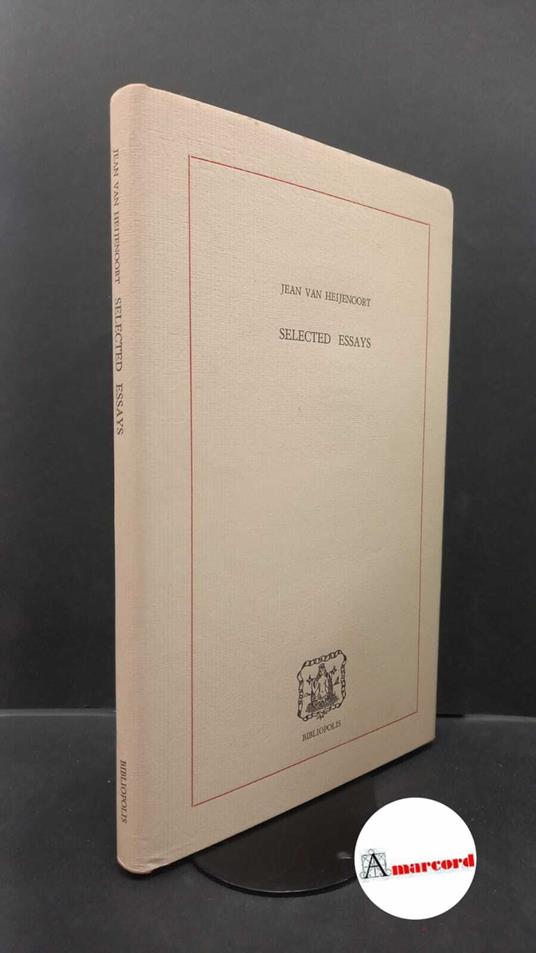 JEAN VAN HEIJENOORT SELECTED ESSAYS BIBLIOPOLIS
JEAN VAN HEIJENOORT
SELECTED ESSAYS
BIBLIOPOLIS
Amarcord